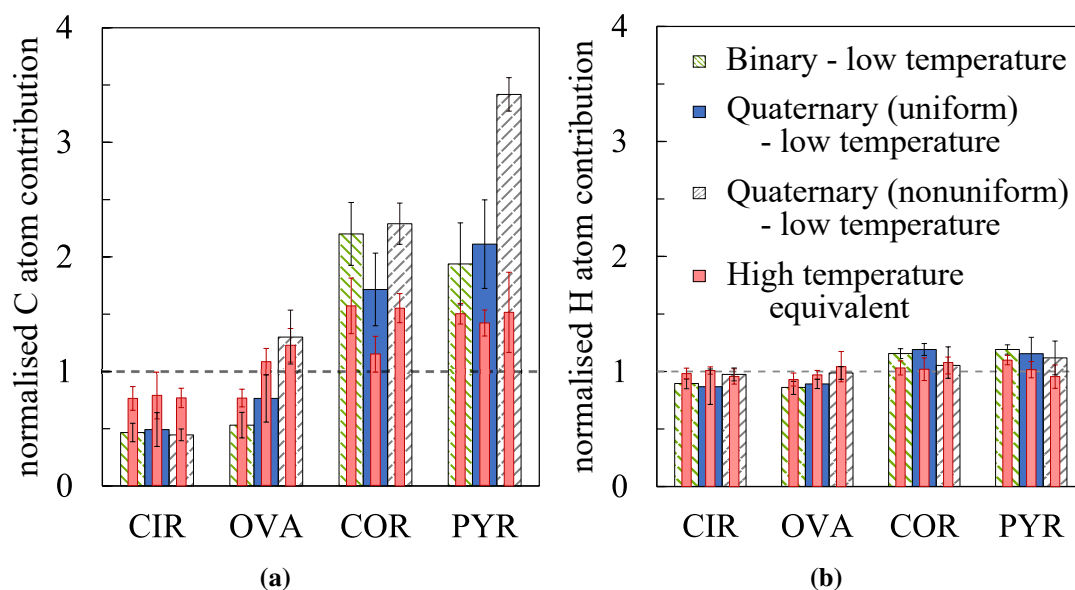 normalised C atom contribution
4
3
2
1
0
CIR OVA COR PYR
(a)
normalised H atom contribution
4
3
2
1
0
Binary - low temperature
Quaternary (uniform)
- low temperature
Quaternary (nonuniform)
- low temperature
High temperature
equivalent
CIR OVA COR PYR
(b)